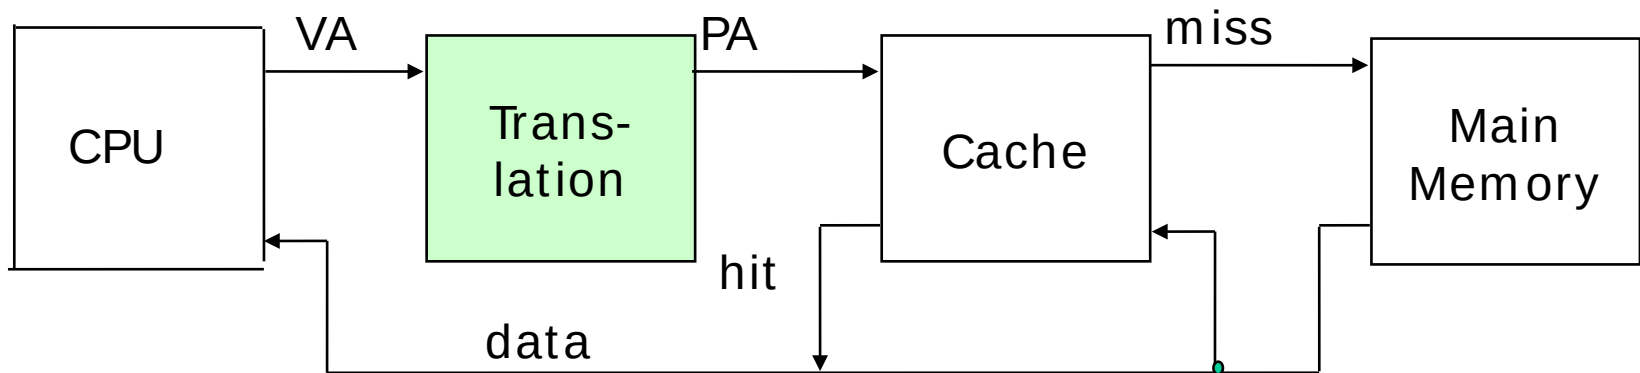 VA
PA
miss
CPU
Trans-
lation
Cache
Main
Memory
hit
data